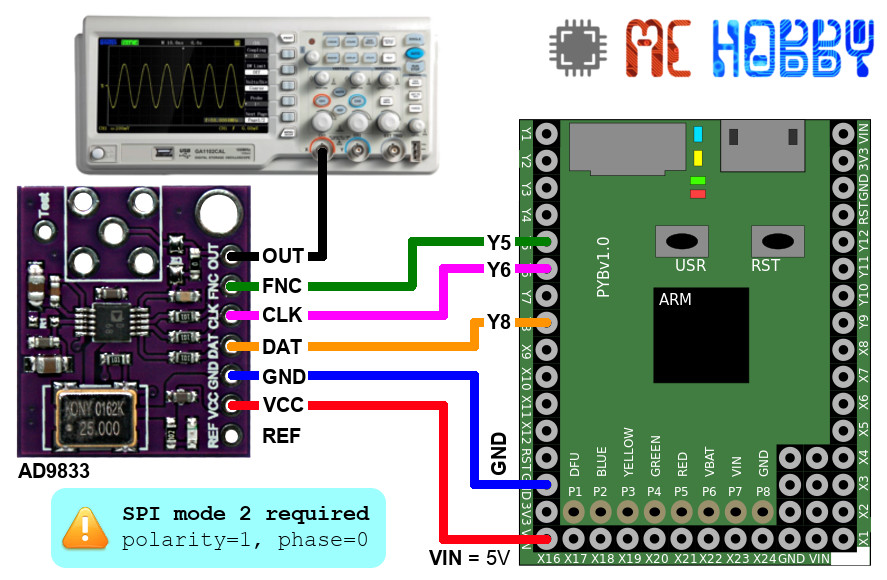 MC HOBBY
USB
GA1102CAL
DIGITAL STORAGE OSCILLOSCOPE
Test
OUT
FNC
CLK
DAT
GND
VCC
REF
REF VCC GND DAT CLK FNC OUT
0162K
25.000
AD9833
SPI mode 2 required
polarity=1, phase=0
Y5
Y6
Y8
GND
VIN = 5V
Y1
Y2
Y3
Y4
Y7
X9
X10
X11
X12
RST
GND
3V3
VIN
PYBv1.0
USR
RST
ARM
DFU
BLUE
YELLOW
GREEN
RED
VBAT
VIN
GND
P1 P2 P3 P4 P5 P6 P7 P8
X16 X17 X18 X19 X20 X21 X22 X23 X24 GND VIN
VIN
3V3
GND
RST
Y12
Y11
Y10
Y9
X8
X7
X6
X5
X4
X3
X2
X1